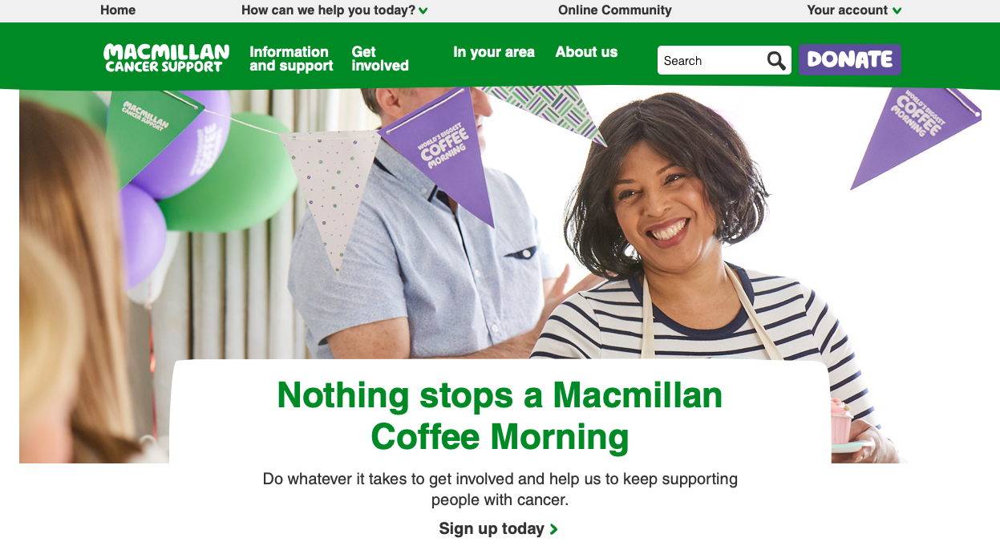 Home
How can we help you today?
Online Community
Your account
MACMILLAN
CANCER SUPPORT
Information
and support
Get
involved
In your area
About us
Search
DONATE
MACMILLAN
CANCER SUPPORT
COFFEE
WORLD'S BIGGEST
COFFEE
MORNING
WORLD'S BIGGEST
COFFEE
MORNING
Nothing stops a Macmillan
Coffee Morning
Do whatever it takes to get involved and help us to keep supporting
people with cancer.
Sign up today